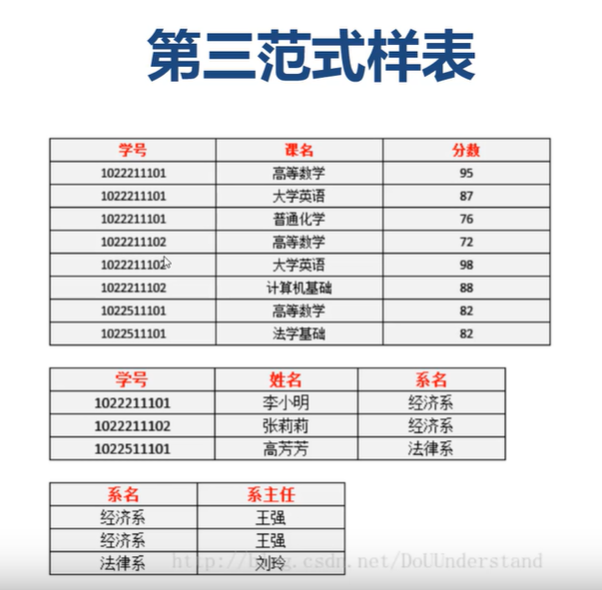 第三范式样表
学号 课名 分数
1022211101 高等数学 95
1022211101 大学英语 87
1022211101 普通化学 76
1022211102 高等数学 72
1022211102 大学英语 98
1022211102 计算机基础 88
1022511101 高等数学 82
1022511101 法学基础 82
学号 姓名 系名
1022211101 李小明 经济系
1022211102 张莉莉 经济系
1022511101 高芳芳 法律系
系名 系主任
经济系 王强
经济系 王强
法律系 刘玲
http://blog.csdn.net/DoUUnderstand